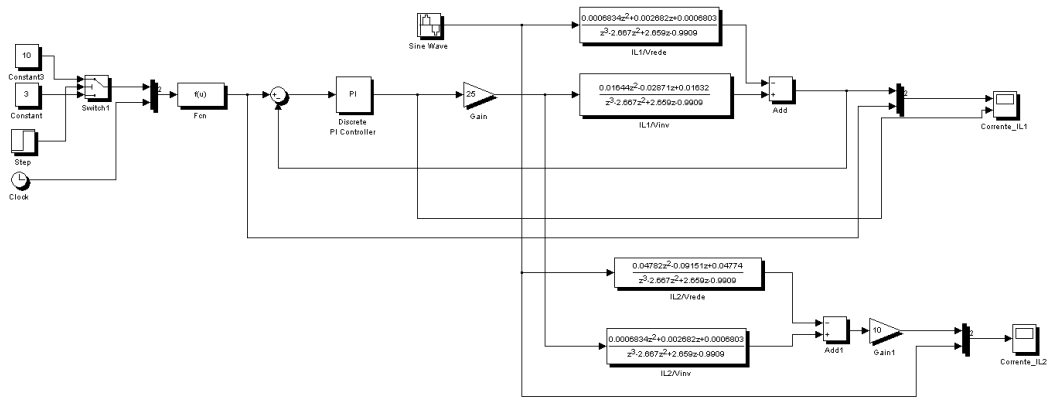 Sine Wave
0.0006834z²+0.002682z+0.0006803
z³-2.667z²+2.659z-0.9909
IL1/Vrede
10
Constant3
3
Constant
Switch1
Step
Clock
2
f(u)
Fcn
+
−
PI
Discrete
PI Controller
25
Gain
0.01644z²-0.02871z+0.01632
z³-2.667z²+2.659z-0.9909
IL1/Vinv
−
+
Add
2
Corrente_IL1
0.04782z²-0.09151z+0.04774
z³-2.667z²+2.659z-0.9909
IL2/Vrede
0.0006834z²+0.002682z+0.0006803
z³-2.667z²+2.659z-0.9909
IL2/Vinv
−
+
Add1
10
Gain1
2
Corrente_IL2